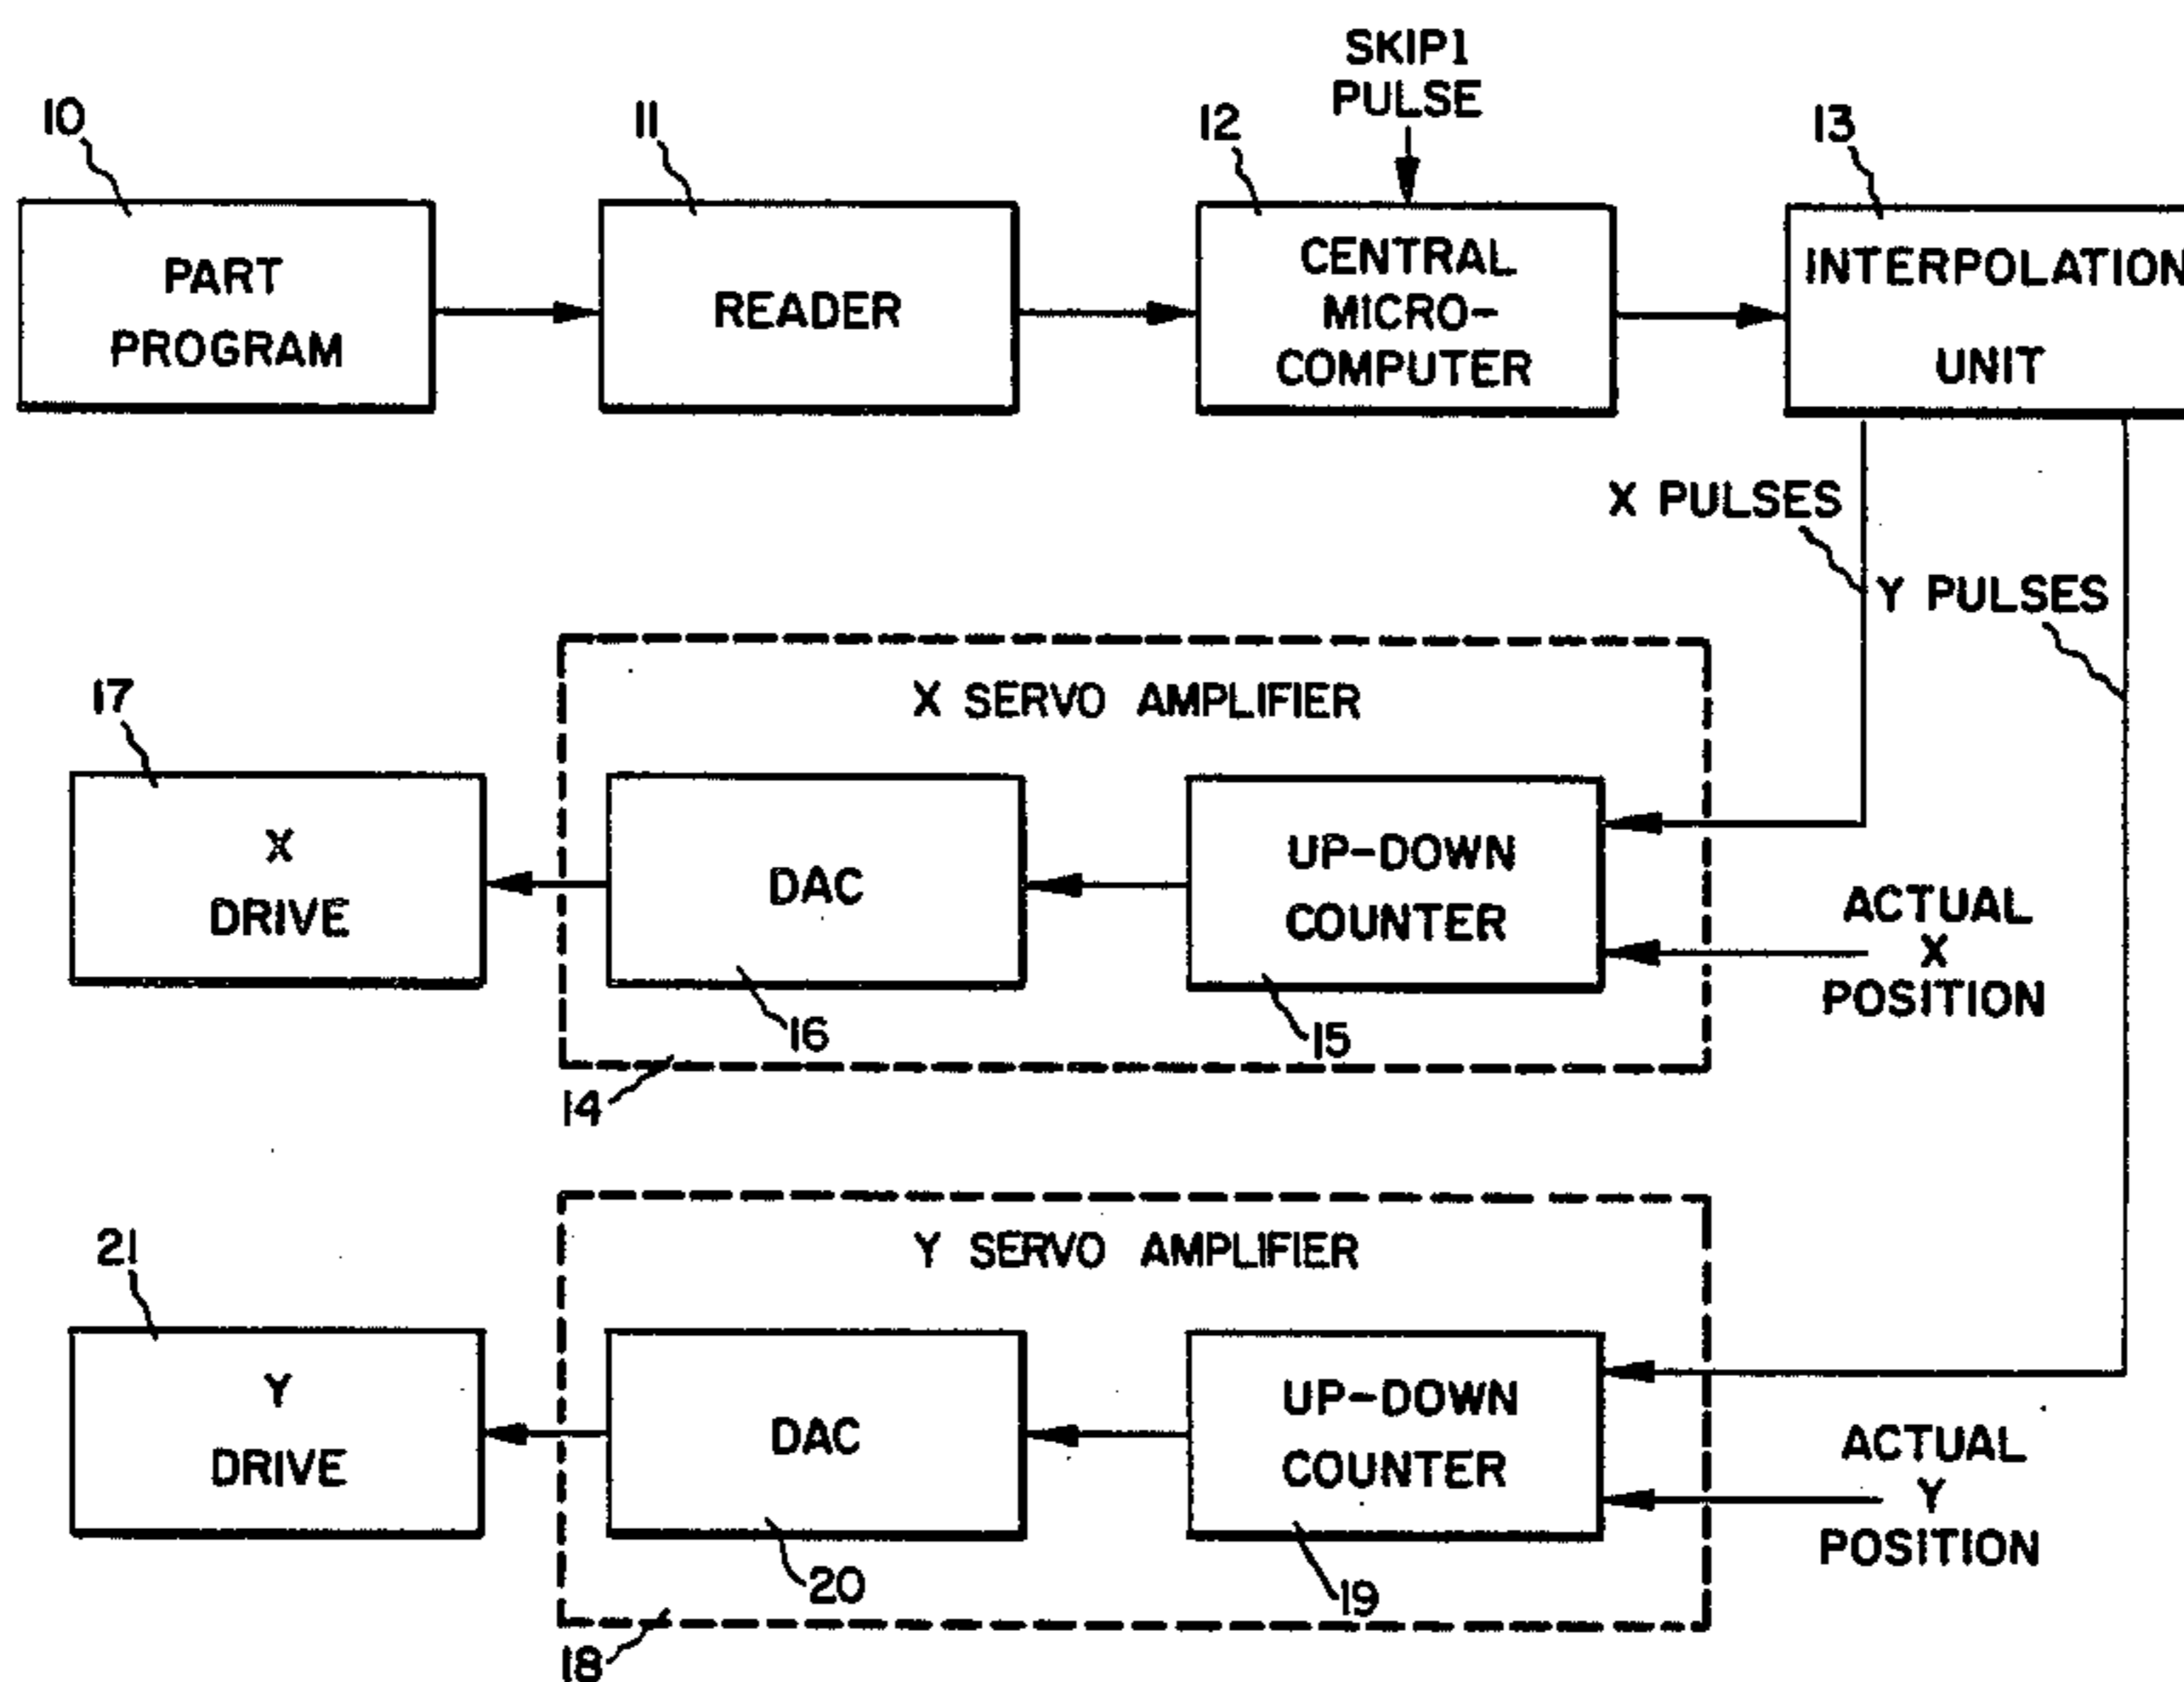 SKIP1
PULSE
10
11
12
13
PART
PROGRAM
READER
CENTRAL
MICRO-
COMPUTER
INTERPOLATION
UNIT
X PULSES
Y PULSES
X SERVO AMPLIFIER
17
X
DRIVE
DAC
UP-DOWN
COUNTER
ACTUAL
X
POSITION
16
15
14
Y SERVO AMPLIFIER
21
Y
DRIVE
DAC
UP-DOWN
COUNTER
ACTUAL
Y
POSITION
20
19
18